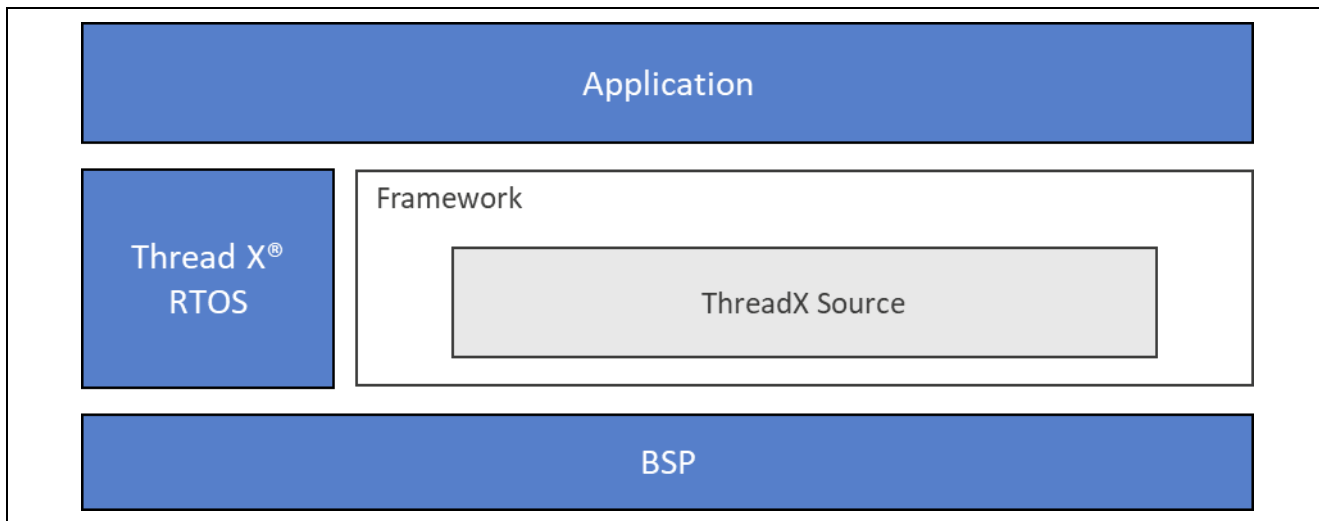 Application
Framework
Thread X®
RTOS
ThreadX Source
BSP